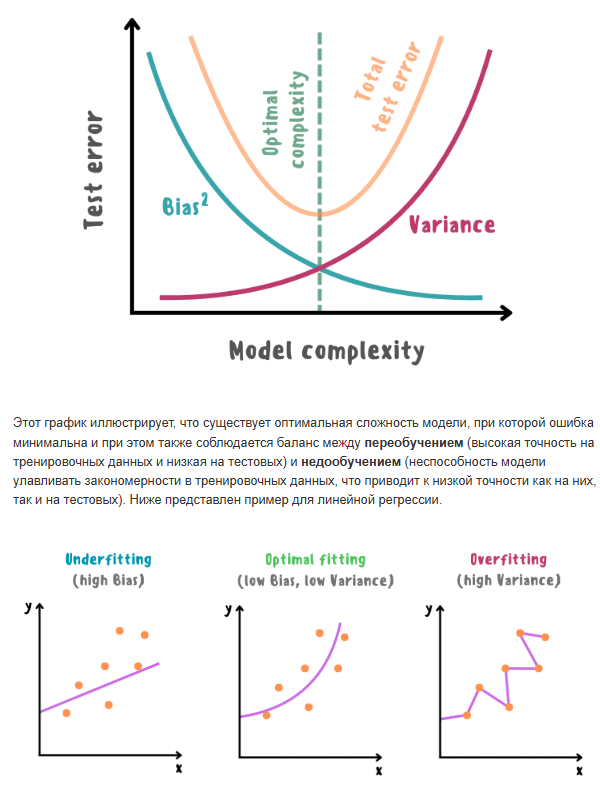 Test error
Bias²
Optimal
complexity
Total
test error
Variance
Model complexity
Этот график иллюстрирует, что существует оптимальная сложность модели, при которой ошибка
минимальна и при этом также соблюдается баланс между переобучением (высокая точность на
тренировочных данных и низкая на тестовых) и недообучением (неспособность модели
улавливать закономерности в тренировочных данных, что приводит к низкой точности как на них,
так и на тестовых). Ниже представлен пример для линейной регрессии.
Underfitting
(high Bias)
y
x
Optimal fitting
(low Bias, low Variance)
y
x
Overfitting
(high Variance)
y
x